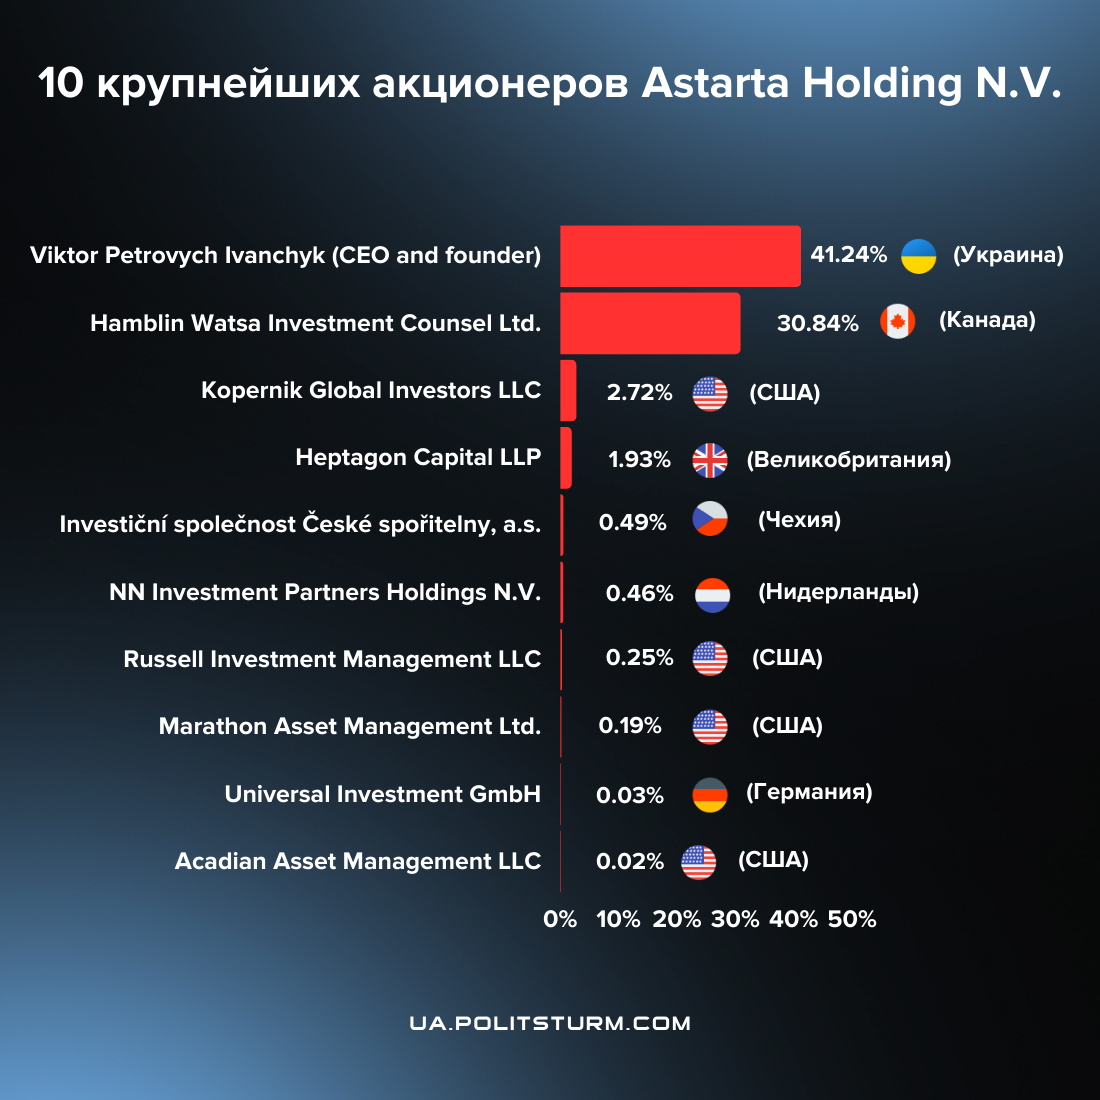 10 крупнейших акционеров Astarta Holding N.V.
Viktor Petrovych Ivanchyk (CEO and founder) 41.24% (Украина)
Hamblin Watsa Investment Counsel Ltd. 30.84% (Канада)
Kopernik Global Investors LLC 2.72% (США)
Heptagon Capital LLP 1.93% (Великобритания)
Investiční společnost České spořitelny, a.s. 0.49% (Чехия)
NN Investment Partners Holdings N.V. 0.46% (Нидерланды)
Russell Investment Management LLC 0.25% (США)
Marathon Asset Management Ltd. 0.19% (США)
Universal Investment GmbH 0.03% (Германия)
Acadian Asset Management LLC 0.02% (США)
0% 10% 20% 30% 40% 50%
UA.POLITSTURM.COM